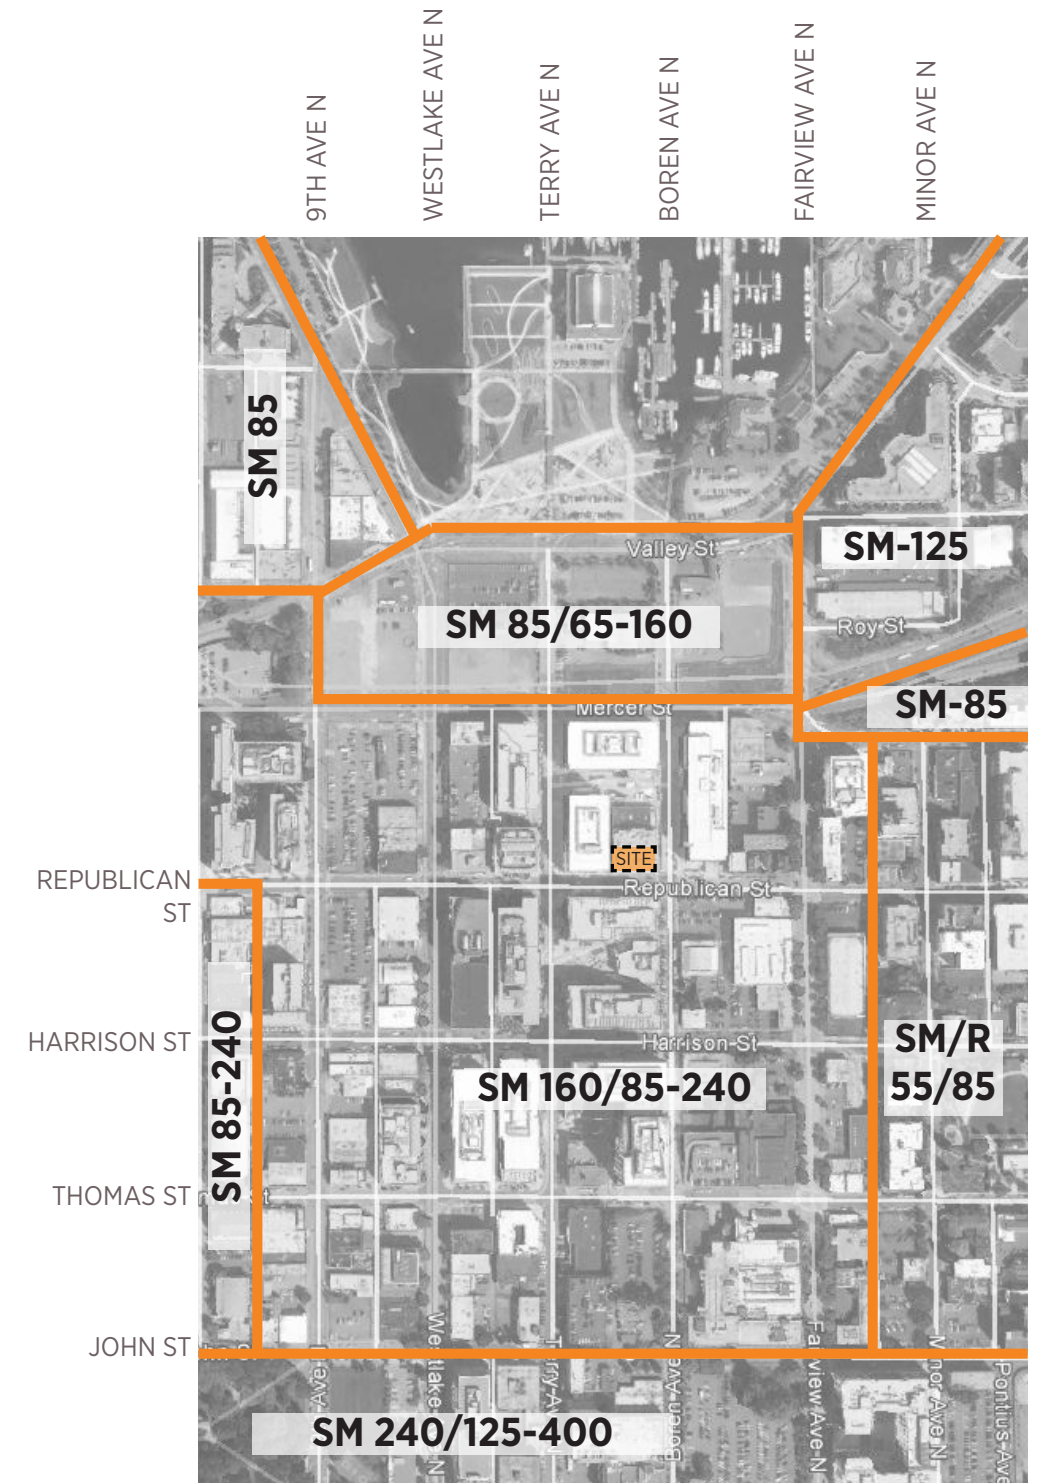 9TH AVE N
WESTLAKE AVE N
TERRY AVE N
BOREN AVE N
FAIRVIEW AVE N
MINOR AVE N
SM 85
Valley St
SM-125
SM 85/65-160
Roy St
SM-85
Mercer St
SITE
REPUBLICAN
ST
Republican St
HARRISON ST
Harrison St
SM 85-240
SM 160/85-240
SM/R
55/85
THOMAS ST
JOHN ST
Ave
Westlake
N
Terry
Boren Ave N
Fairview Ave N
Minor Ave N
Pontius Ave
SM 240/125-400